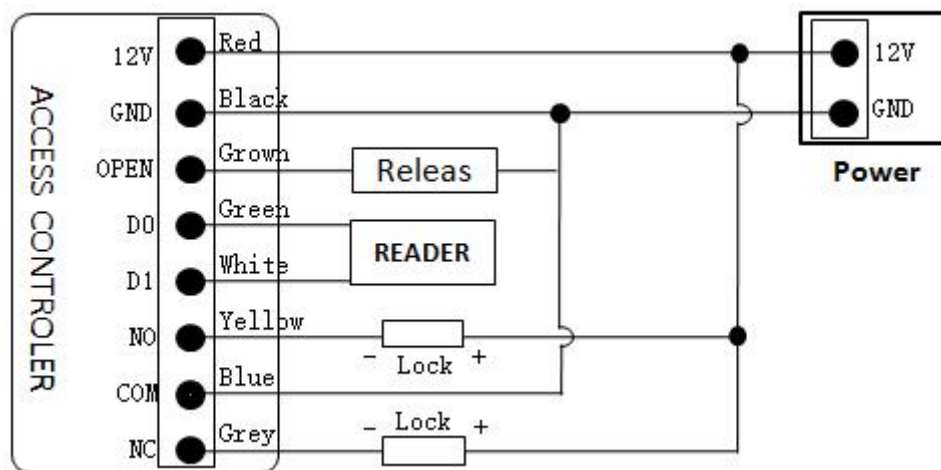 ACCESS CONTROLER
12V Red
GND Black
OPEN Grown
D0 Green
D1 White
NO Yellow
COM Blue
NC Grey
Releas
READER
- Lock +
- Lock +
12V
GND
Power